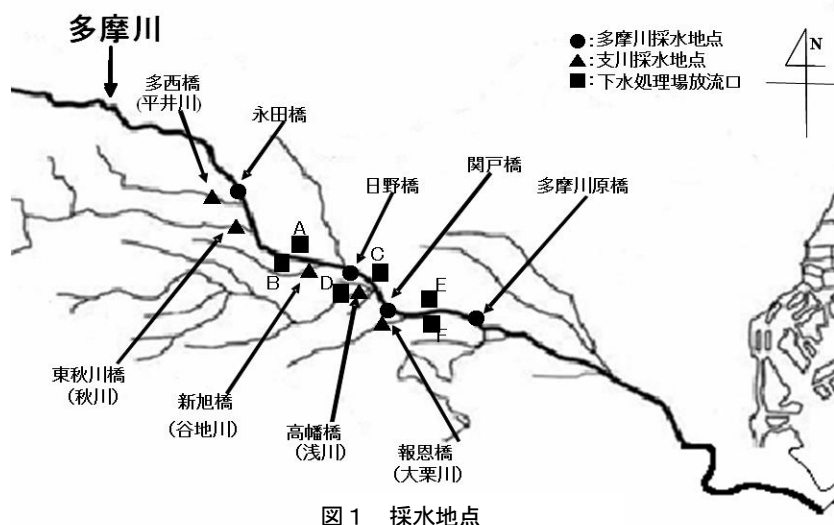 多摩川
●:多摩川採水地点
▲:支川採水地点
■:下水処理場放流口
N
多西橋
(平井川)
永田橋
関戸橋
日野橋
多摩川原橋
A
B
C
D
E
F
東秋川橋
(秋川)
新旭橋
(谷地川)
高幡橋
(浅川)
報恩橋
(大栗川)
図1 採水地点